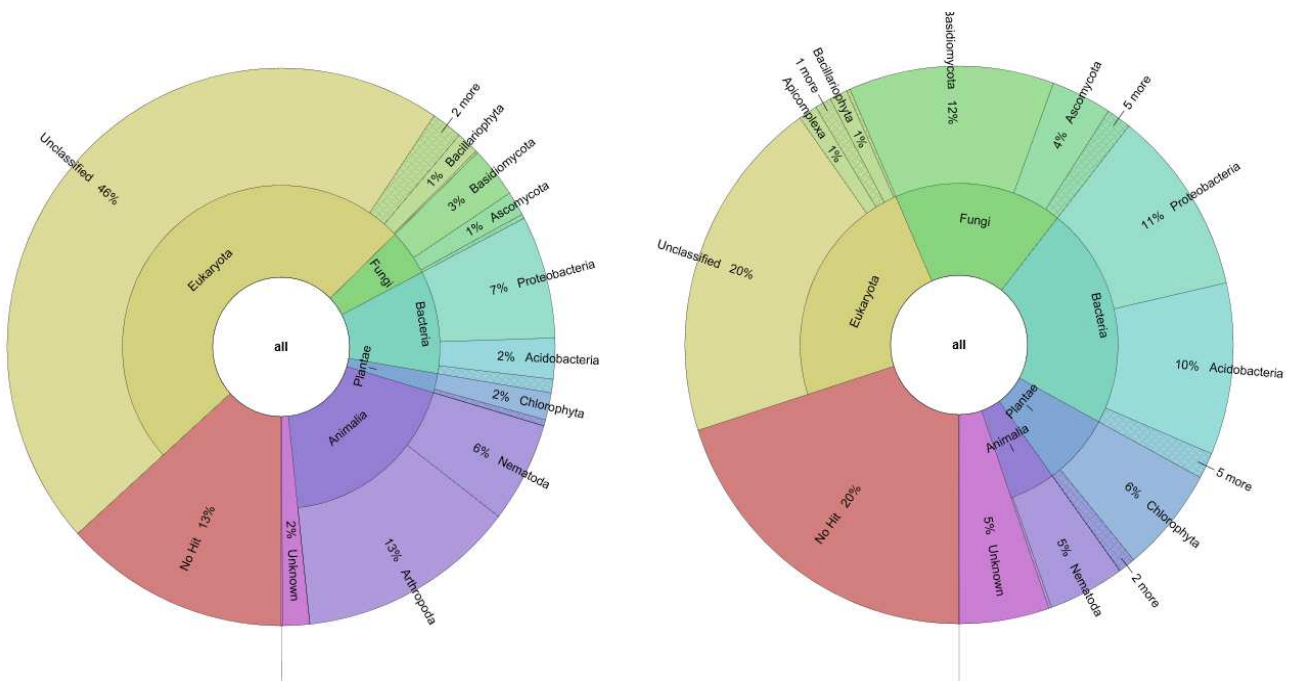 Unclassified 46%
2 more
1% Bacillariophyta
3% Basidiomycota
1% Ascomycota
7% Proteobacteria
2% Acidobacteria
2% Chlorophyta
6% Nematoda
13% Arthropoda
2% Unknown
No Hit 13%
Eukaryota
Fungi
Bacteria
Plantae
Animalia
all
Unclassified 20%
Apicomplexa 1%
1 more
Bacillariophyta 1%
Basidiomycota 12%
4% Ascomycota
5 more
11% Proteobacteria
10% Acidobacteria
5 more
6% Chlorophyta
2 more
5% Nematoda
5% Unknown
No Hit 20%
Eukaryota
Fungi
Bacteria
Plantae
Animalia
all